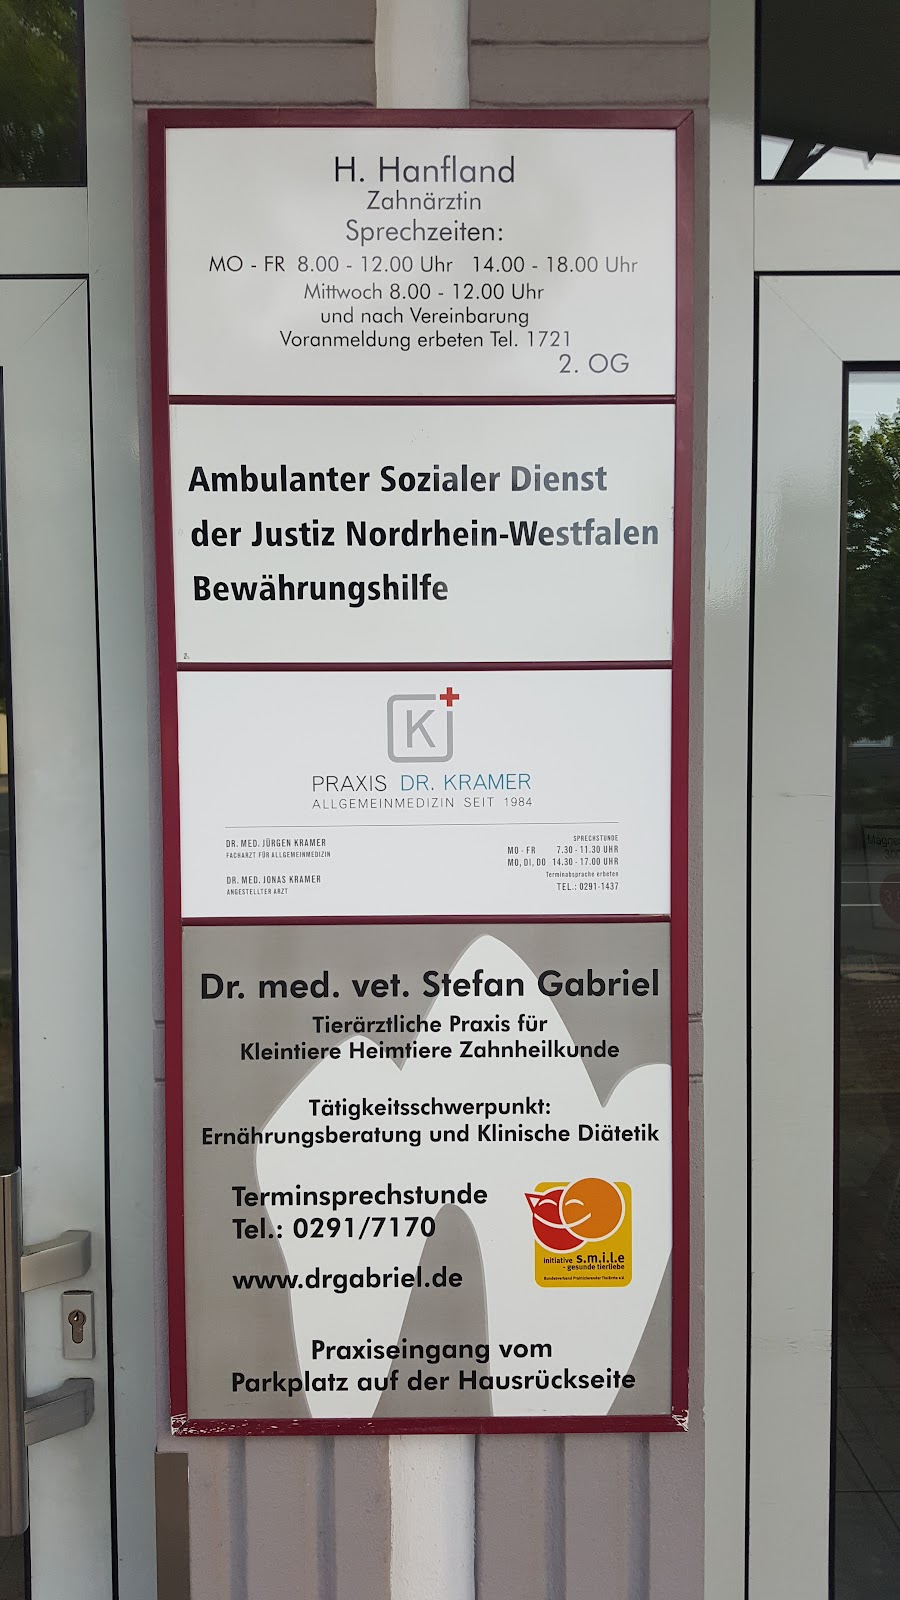 H. Hanfland
Zahnärztin
Sprechzeiten:
MO - FR 8.00 - 12.00 Uhr 14.00 - 18.00 Uhr
Mittwoch 8.00 - 12.00 Uhr
und nach Vereinbarung
Voranmeldung erbeten Tel. 1721
2. OG
Ambulanter Sozialer Dienst
der Justiz Nordrhein-Westfalen
Bewährungshilfe
K
PRAXIS DR. KRAMER
ALLGEMEINMEDIZIN SEIT 1984
DR. MED. JÜRGEN KRAMER
FACHARZT FÜR ALLGEMEINMEDIZIN
DR. MED. JONAS KRAMER
ANGESTELLTER ARZT
SPRECHSTUNDE
MO - FR 7.30 - 11.30 UHR
MO, DI, DO 14.30 - 17.00 UHR
Terminabsprache erbeten
TEL.: 0291-1437
Dr. med. vet. Stefan Gabriel
Tierärztliche Praxis für
Kleintiere Heimtiere Zahnheilkunde
Tätigkeitsschwerpunkt:
Ernährungsberatung und Klinische Diätetik
Terminsprechstunde
Tel.: 0291/7170
www.drgabriel.de
initiative s.m.i.l.e
- gesunde tierliebe
Bundesverband Praktizierender Tierärzte e.V.
Praxiseingang vom
Parkplatz auf der Hausrückseite